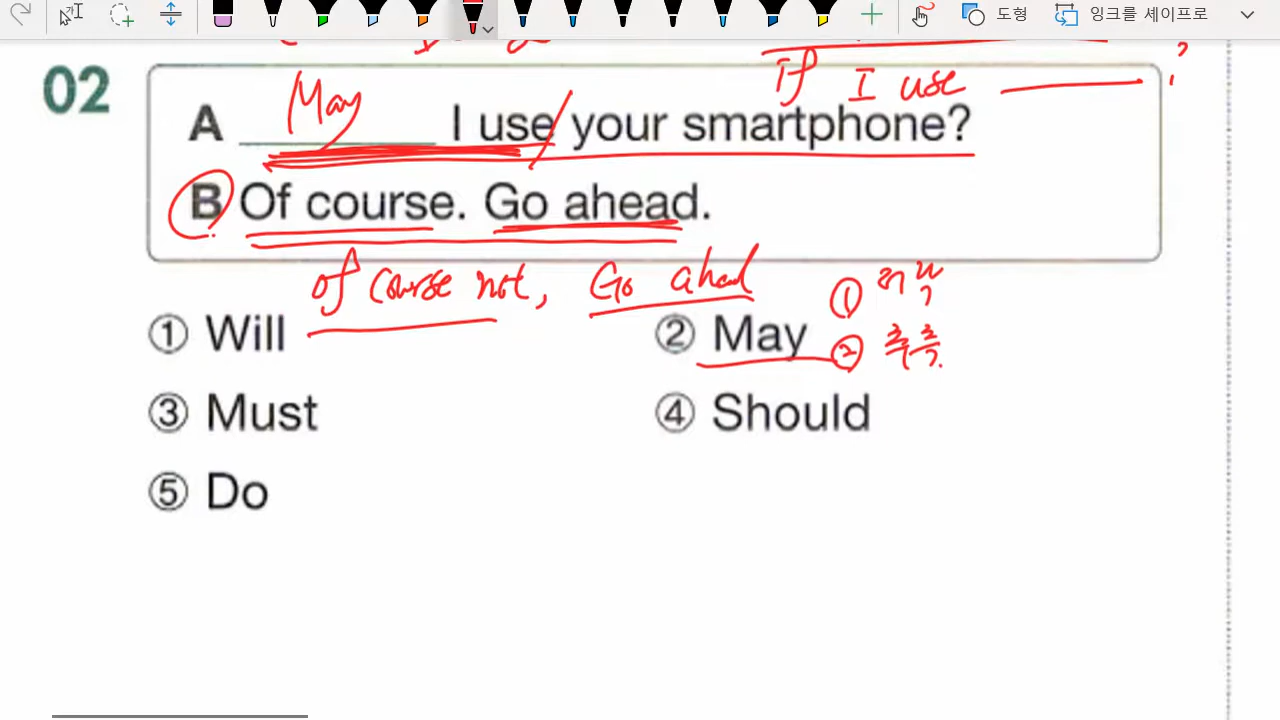 도형 잉크를 셰이프로
If I use ?
02
May
A I use / your smartphone?
B Of course. Go ahead.
of course not, Go ahead
① 허가
① Will ② May ② 추측.
③ Must ④ Should
⑤ Do